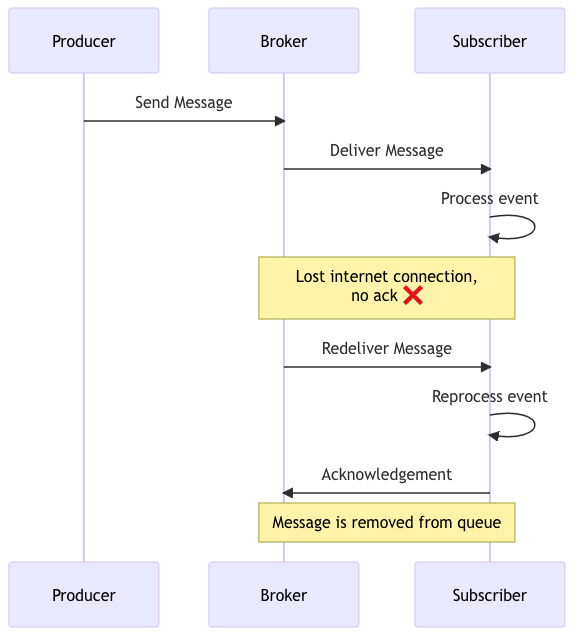 Producer
Broker
Subscriber
Send Message
Deliver Message
Process event
Lost internet connection,
no ack ❌
Redeliver Message
Reprocess event
Acknowledgement
Message is removed from queue
Producer
Broker
Subscriber